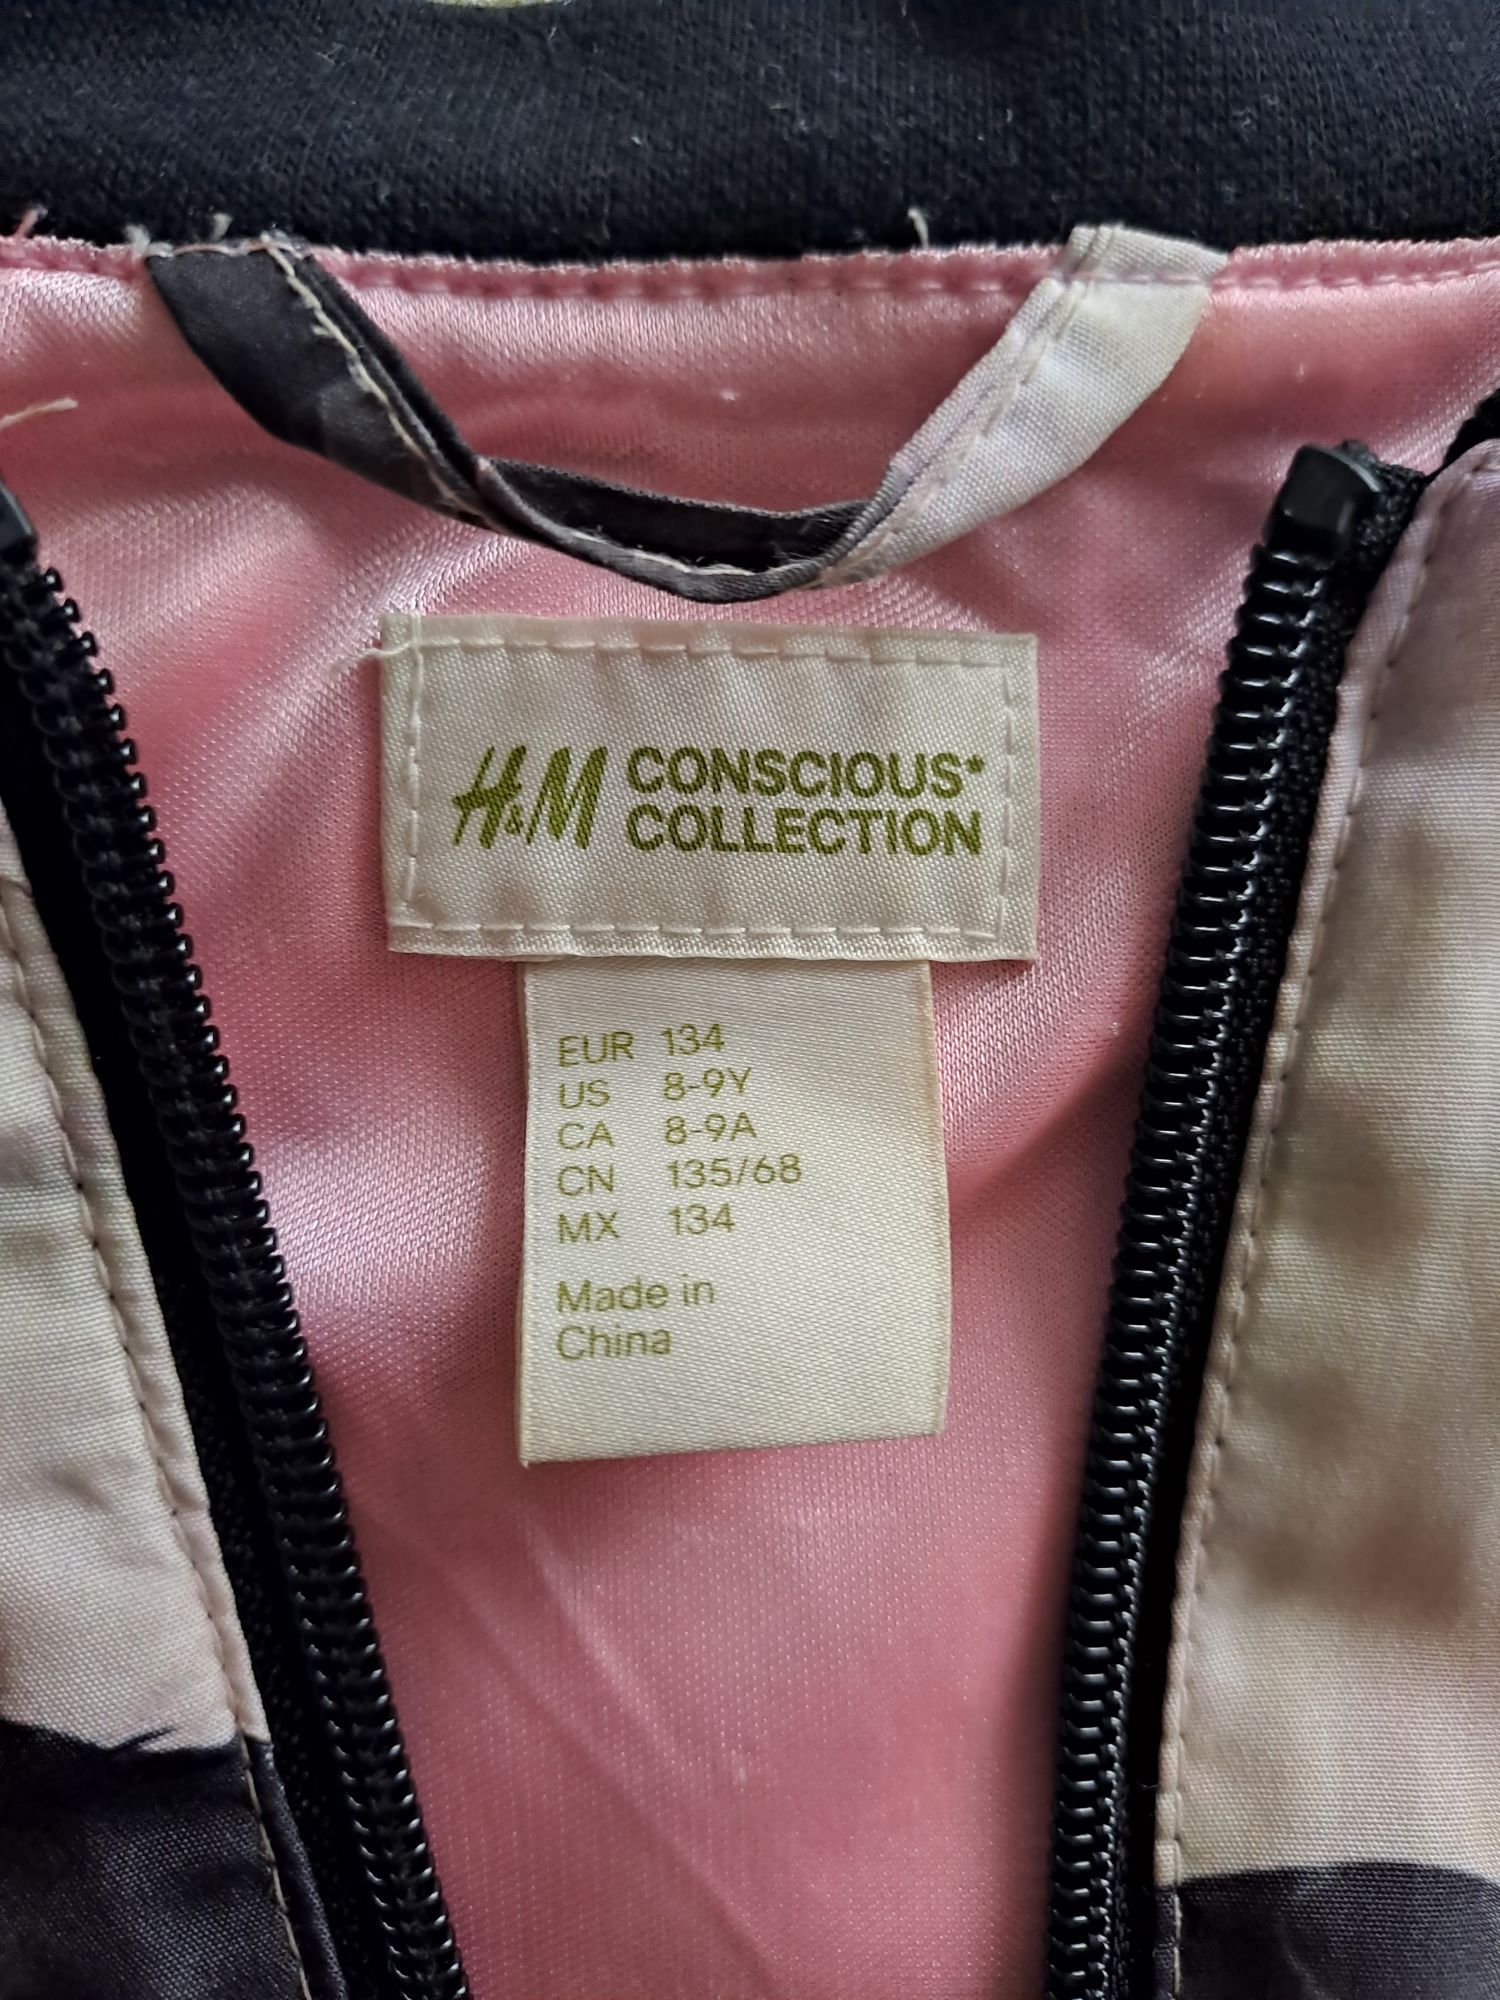 H&M CONSCIOUS*
COLLECTION
EUR 134
US 8-9Y
CA 8-9A
CN 135/68
MX 134
Made in
China